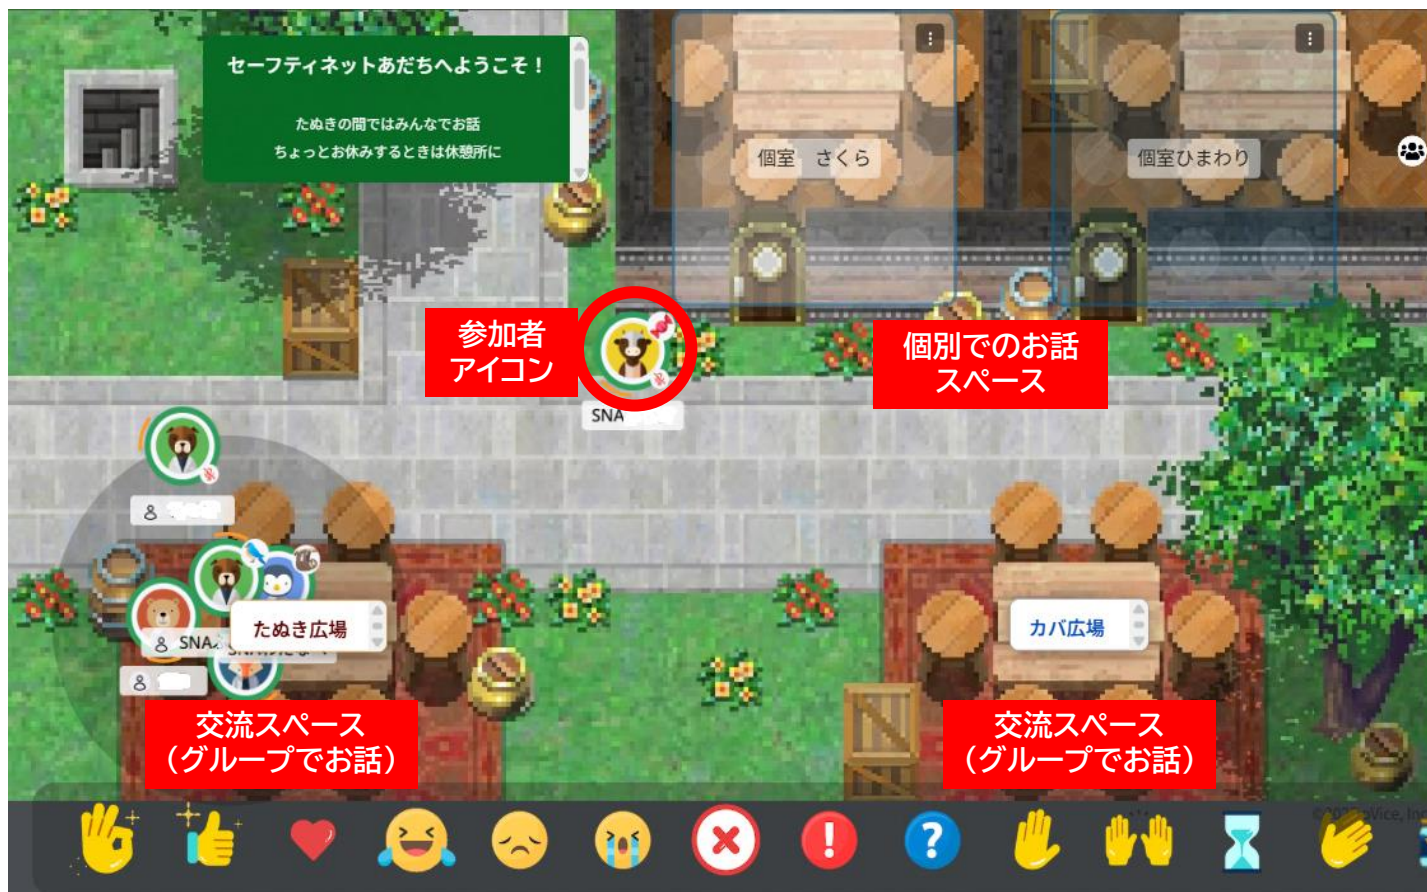 セーフティネットあだちへようこそ！
たぬきの間ではみんなでお話
ちょっとお休みするときは休憩所に
個室　さくら
個室ひまわり
参加者
アイコン
個別でのお話
スペース
SNA
たぬき広場
SNA
カバ広場
交流スペース
（グループでお話）
交流スペース
（グループでお話）